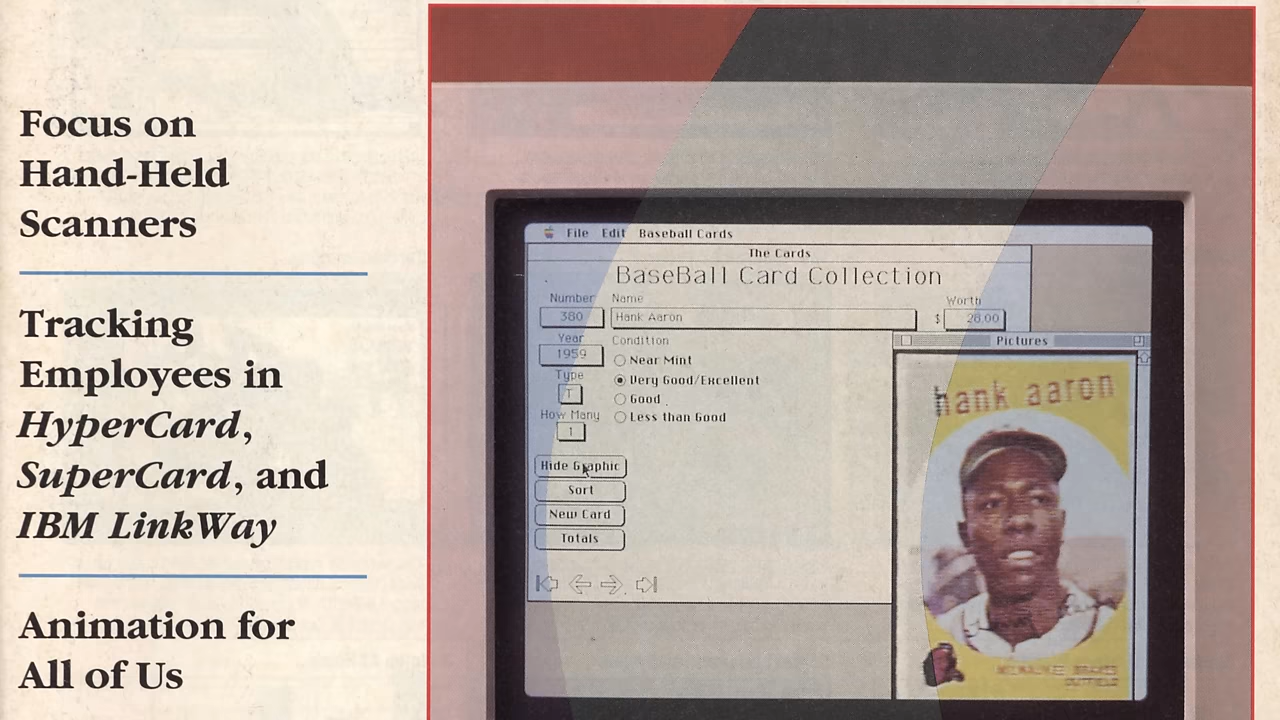 Focus on
Hand-Held
Scanners
Tracking
Employees in
HyperCard,
SuperCard, and
IBM LinkWay
Animation for
All of Us
File Edit Baseball Cards
The Cards
BaseBall Card Collection
Number Name Worth
380 Hank Aaron $ 28.00
Year Condition
1959 Near Mint
Type Very Good/Excellent
T Good
How Many Less than Good
1
Hide Graphic
Sort
New Card
Totals
Pictures
hank aaron
MILWAUKEE BRAVES
OUTFIELD